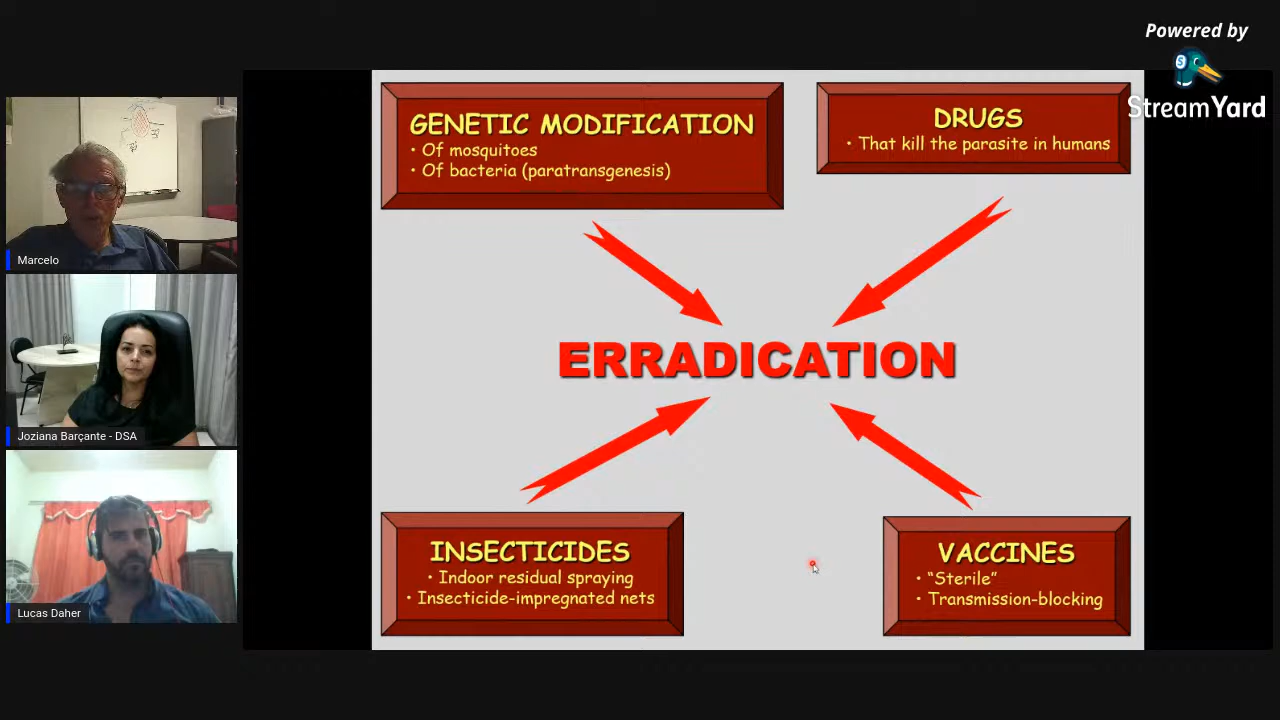 Powered by
StreamYard
GENETIC MODIFICATION
• Of mosquitoes
• Of bacteria (paratransgenesis)
DRUGS
• That kill the parasite in humans
ERRADICATION
INSECTICIDES
• Indoor residual spraying
• Insecticide-impregnated nets
VACCINES
• “Sterile”
• Transmission-blocking
Marcelo
Joziana Barçante - DSA
Lucas Daher